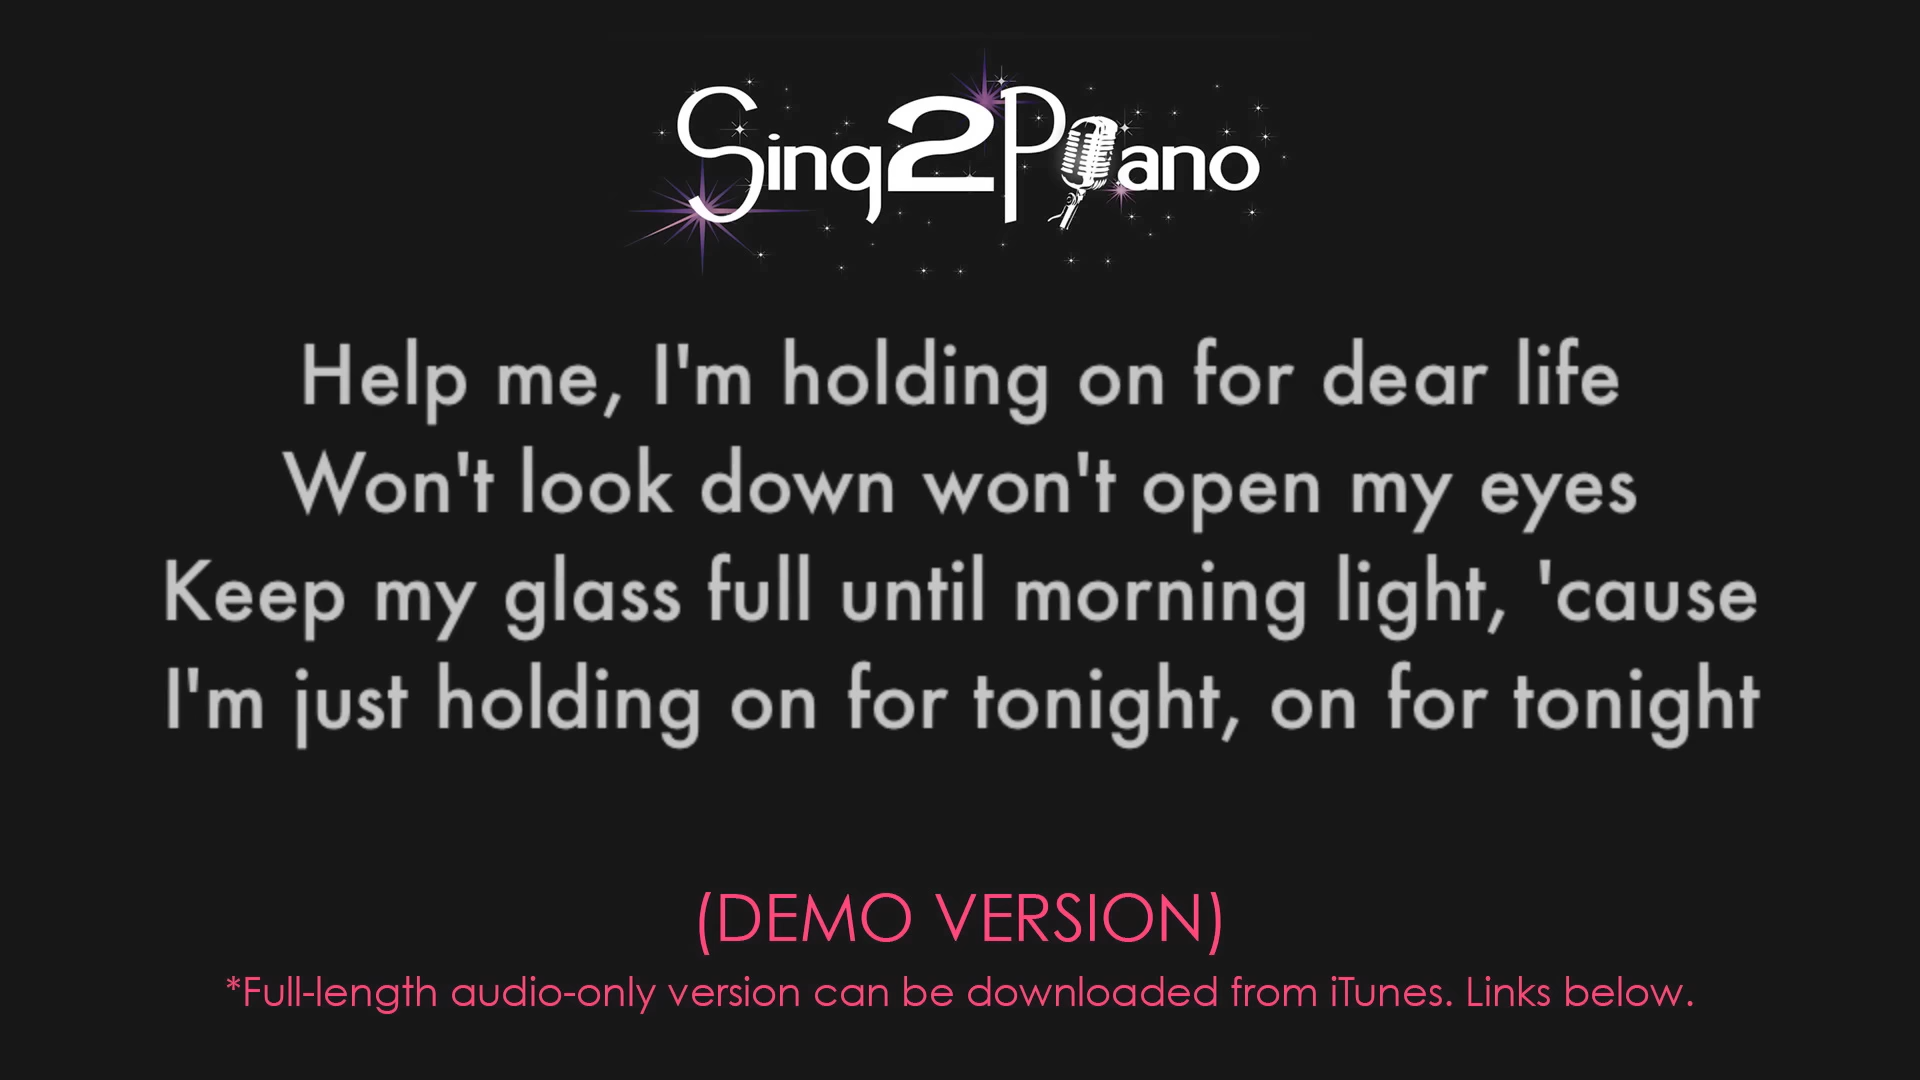 Sing2Piano
Help me, I'm holding on for dear life
Won't look down won't open my eyes
Keep my glass full until morning light, 'cause
I'm just holding on for tonight, on for tonight
(DEMO VERSION)
*Full-length audio-only version can be downloaded from iTunes. Links below.